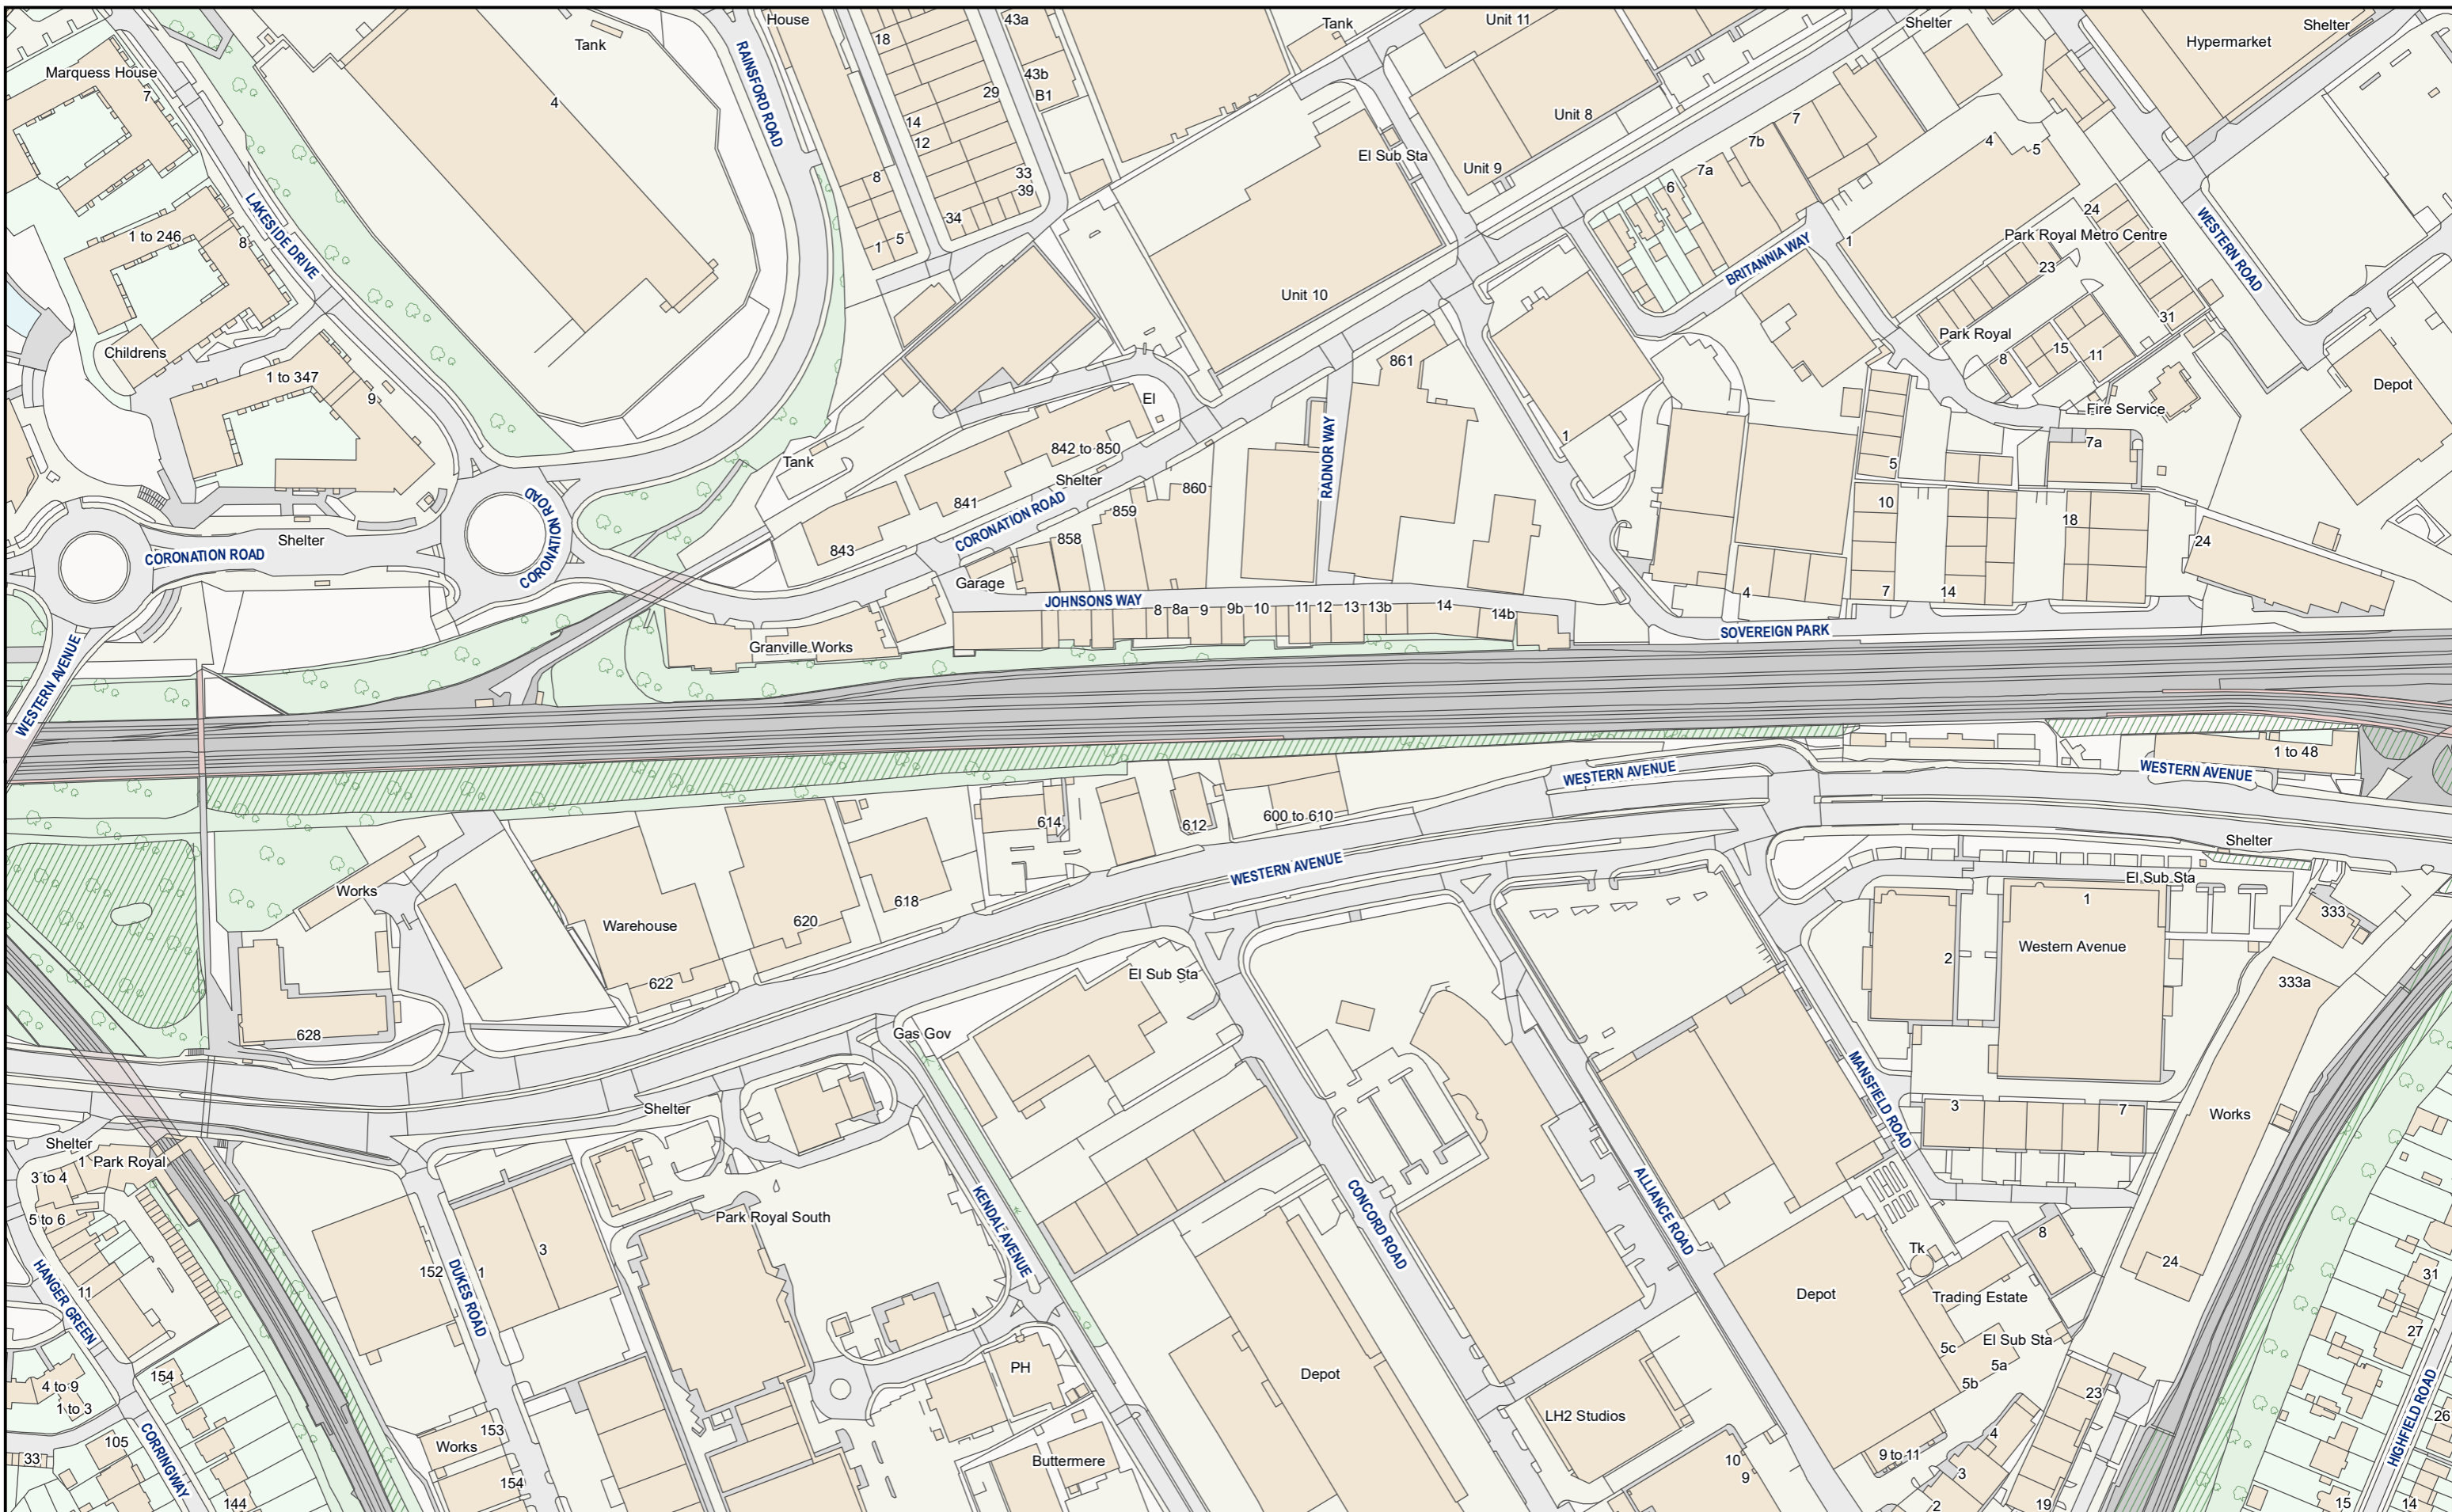 House
18
43a
Tank
Unit 11
Shelter
Shelter
Hypermarket
Tank
RAINSFORD ROAD
Marquess House
7
4
43b
B1
29
14
12
Unit 8
7
7b
El Sub Sta
Unit 9
7a
6
4
5
8
33
39
34
1
5
LAKESIDE DRIVE
1 to 246
8
24
Park Royal Metro Centre
WESTERN ROAD
BRITANNIA WAY
1
23
Unit 10
31
Park Royal
8
15
11
Childrens
1 to 347
9
861
El
Depot
Fire Service
7a
1
RADNOR WAY
842 to 850
Tank
Shelter
841
860
859
858
843
CORONATION ROAD
5
10
18
24
CORONATION ROAD
CORONATION ROAD
CORONATION ROAD
Shelter
Garage
JOHNSONS WAY
8
8a
9
9b
10
11
12
13
13b
14
14b
4
7
14
SOVEREIGN PARK
Granville Works
WESTERN AVENUE
1 to 48
WESTERN AVENUE
WESTERN AVENUE
614
612
600 to 610
Shelter
WESTERN AVENUE
Works
618
620
Warehouse
622
El Sub Sta
1
333
Western Avenue
2
333a
El Sub Sta
628
Gas Gov
MANSFIELD ROAD
Shelter
3
7
Works
Shelter
1
Park Royal
3 to 4
5 to 6
KENDAL AVENUE
Park Royal South
CONCORD ROAD
ALLIANCE ROAD
8
Tk
24
HANGER GREEN
11
152
1
3
DUKES ROAD
Depot
Trading Estate
31
27
El Sub Sta
5c
5a
5b
PH
Depot
154
4 to 9
1 to 3
23
HIGHFIELD ROAD
26
LH2 Studios
CORRINGWAY
105
33
153
Works
154
Buttermere
10
9
9 to 11
4
3
2
19
144
15
14